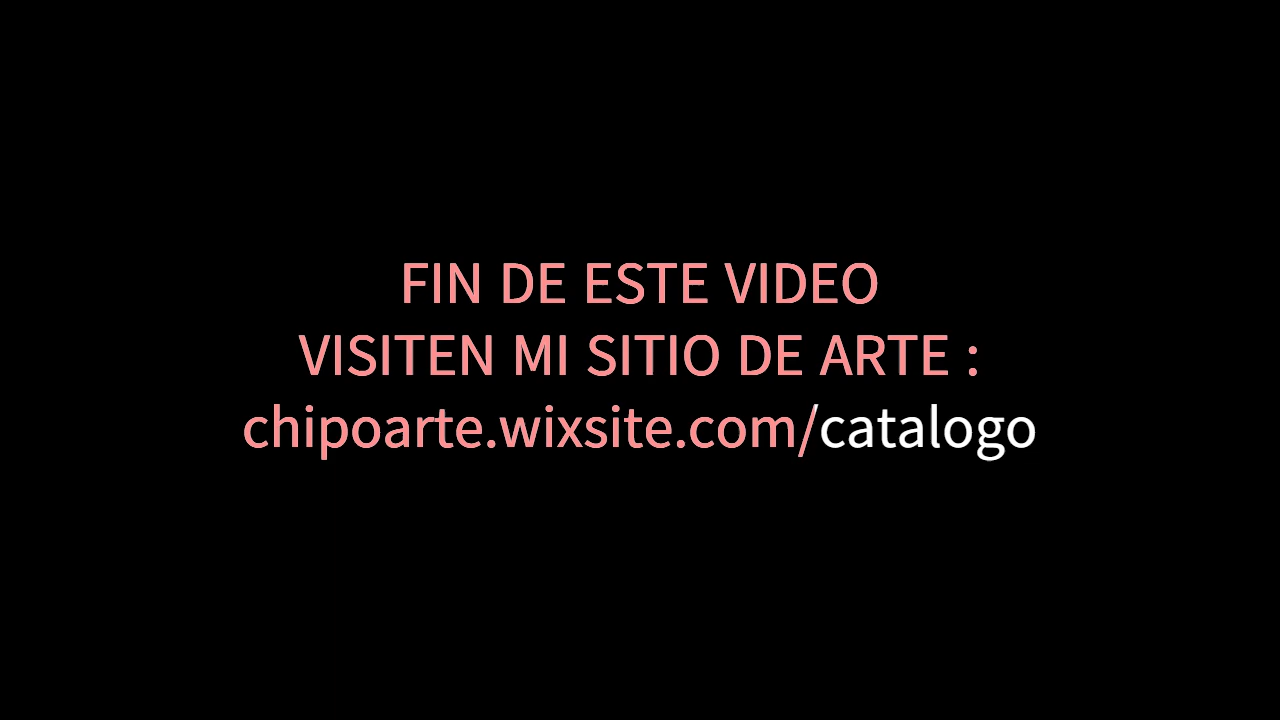 FIN DE ESTE VIDEO
VISITEN MI SITIO DE ARTE :
chipoarte.wixsite.com/catalogo